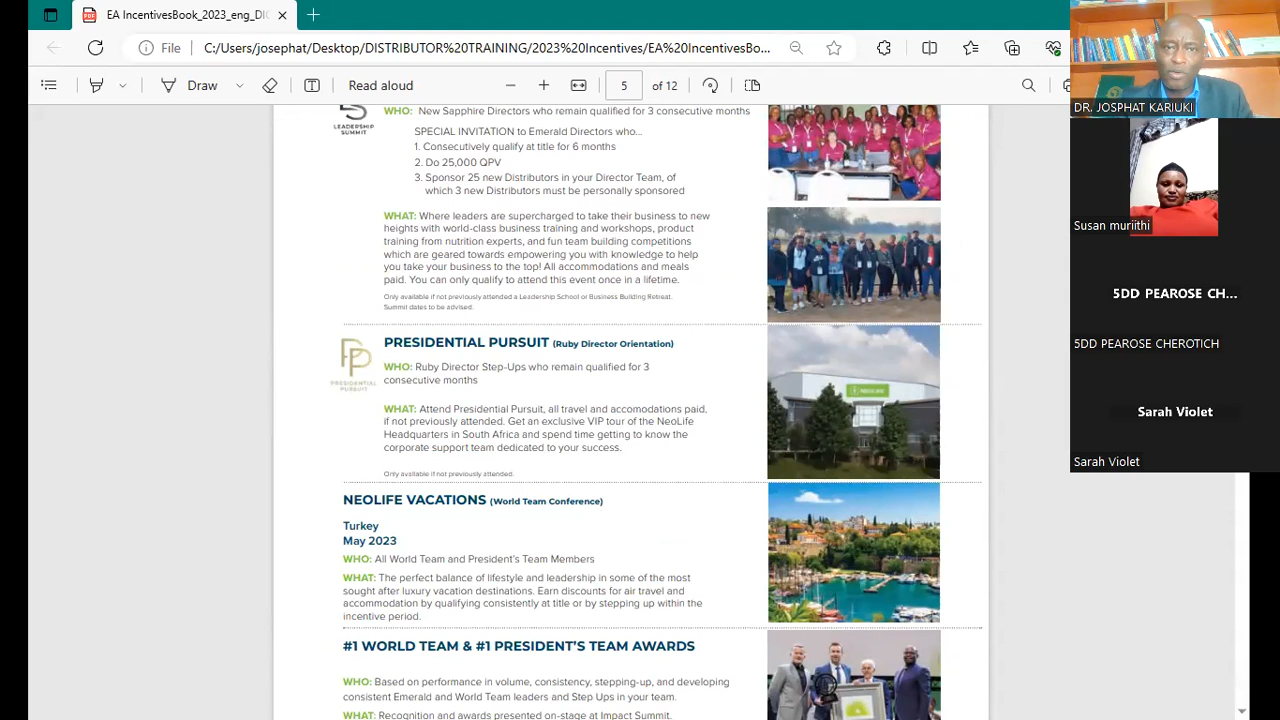 EA IncentivesBook_2023_eng_DI
File
C:/Users/josephat/Desktop/DISTRIBUTOR%20TRAINING/2023%20Incentives/EA%20IncentivesBo...
Draw
Read aloud
5
of 12
LEADERSHIP
SUMMIT
WHO: New Sapphire Directors who remain qualified for 3 consecutive months
SPECIAL INVITATION to Emerald Directors who...
1. Consecutively qualify at title for 6 months
2. Do 25,000 QPV
3. Sponsor 25 new Distributors in your Director Team, of
which 3 new Distributors must be personally sponsored
WHAT: Where leaders are supercharged to take their business to new
heights with world-class business training and workshops, product
training from nutrition experts, and fun team building competitions
which are geared towards empowering you with knowledge to help
you take your business to the top! All accommodations and meals
paid. You can only qualify to attend this event once in a lifetime.
Only available if not previously attended a Leadership School or Business Building Retreat.
Summit dates to be advised.
PP
PRESIDENTIAL
PURSUIT
PRESIDENTIAL PURSUIT (Ruby Director Orientation)
WHO: Ruby Director Step-Ups who remain qualified for 3
consecutive months
WHAT: Attend Presidential Pursuit, all travel and accomodations paid,
if not previously attended. Get an exclusive VIP tour of the NeoLife
Headquarters in South Africa and spend time getting to know the
corporate support team dedicated to your success.
Only available if not previously attended.
NEOLIFE
NEOLIFE VACATIONS (World Team Conference)
Turkey
May 2023
WHO: All World Team and President's Team Members
WHAT: The perfect balance of lifestyle and leadership in some of the most
sought after luxury vacation destinations. Earn discounts for air travel and
accommodation by qualifying consistently at title or by stepping up within the
incentive period.
#1 WORLD TEAM & #1 PRESIDENT'S TEAM AWARDS
WHO: Based on performance in volume, consistency, stepping-up, and developing
consistent Emerald and World Team leaders and Step Ups in your team.
WHAT: Recognition and awards presented on-stage at Impact Summit.
DR. JOSPHAT KARIUKI
Susan muriithi
5DD PEAROSE CH...
5DD PEAROSE CHEROTICH
Sarah Violet
Sarah Violet